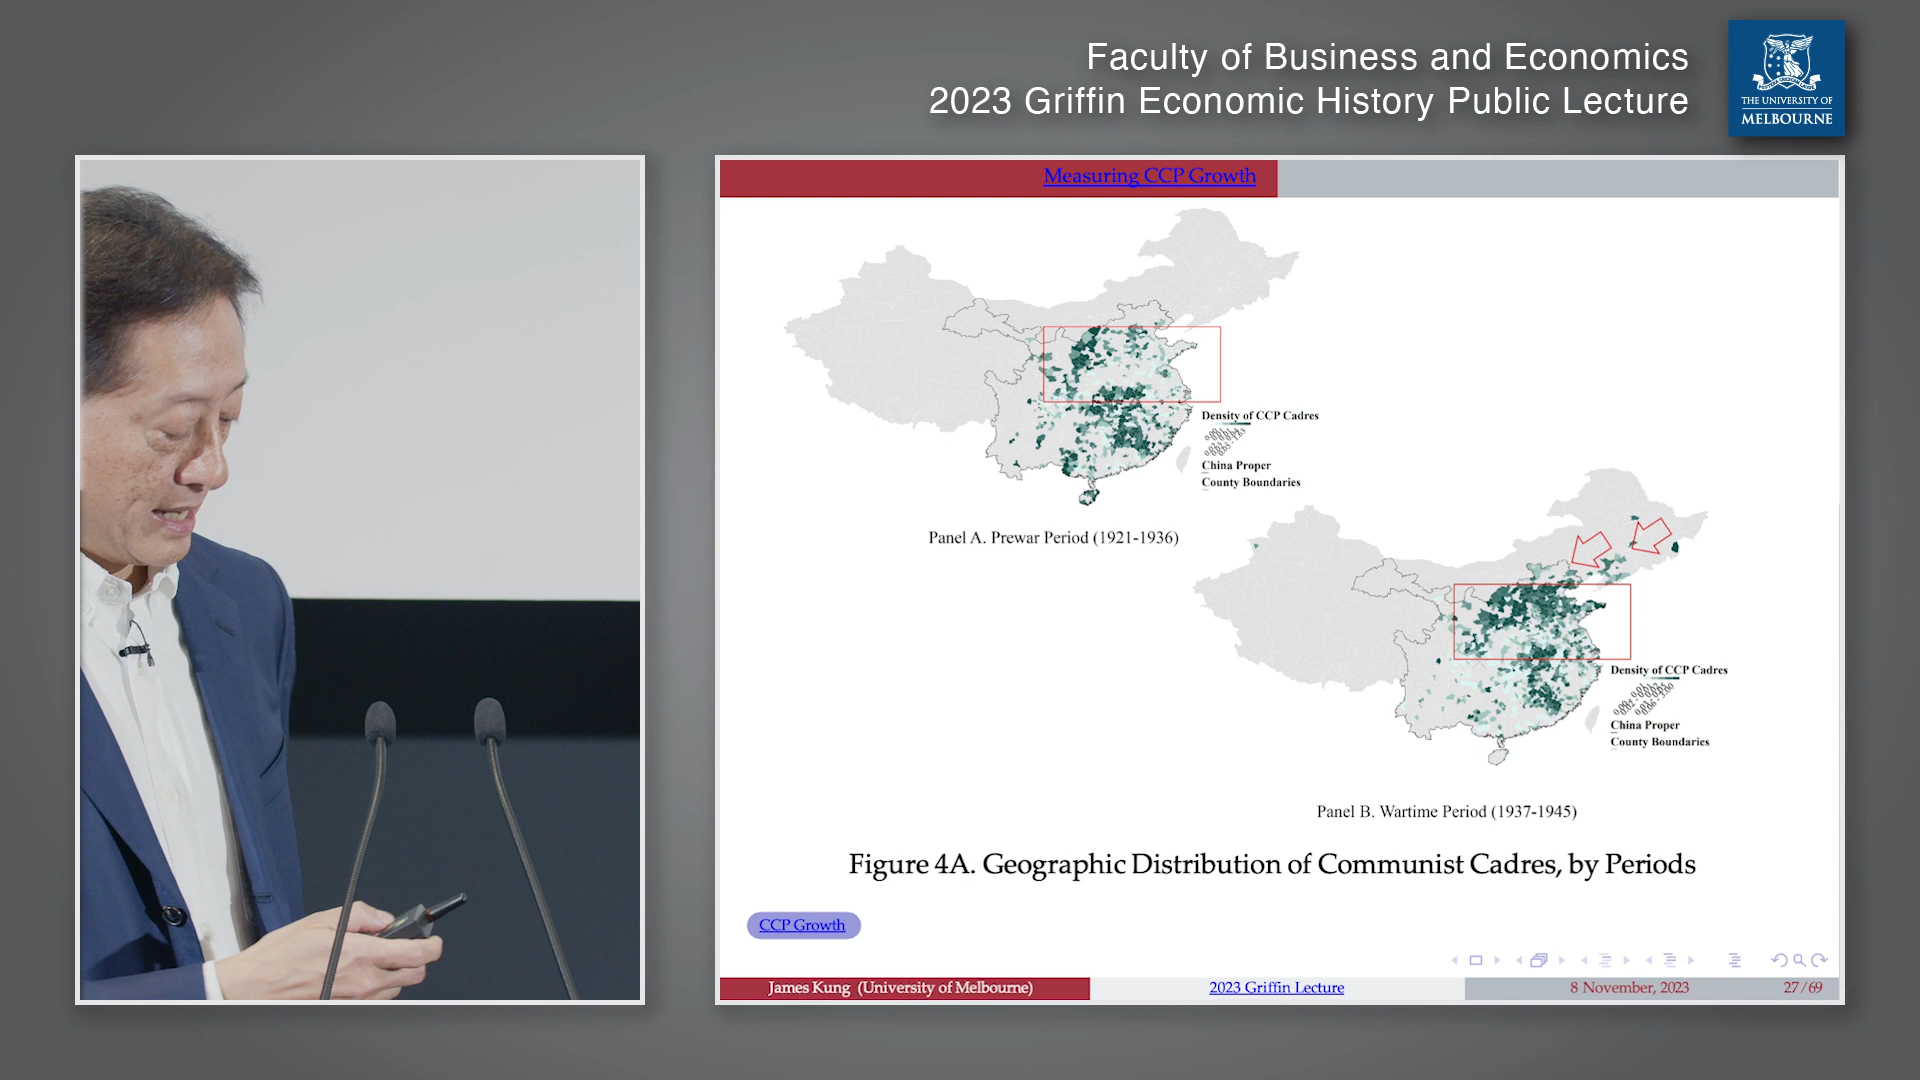 Faculty of Business and Economics
2023 Griffin Economic History Public Lecture
THE UNIVERSITY OF
MELBOURNE
Measuring CCP Growth
Density of CCP Cadres
China Proper
County Boundaries
Panel A. Prewar Period (1921-1936)
Density of CCP Cadres
China Proper
County Boundaries
Panel B. Wartime Period (1937-1945)
Figure 4A. Geographic Distribution of Communist Cadres, by Periods
CCP Growth
James Kung (University of Melbourne)
2023 Griffin Lecture
8 November, 2023
27/69